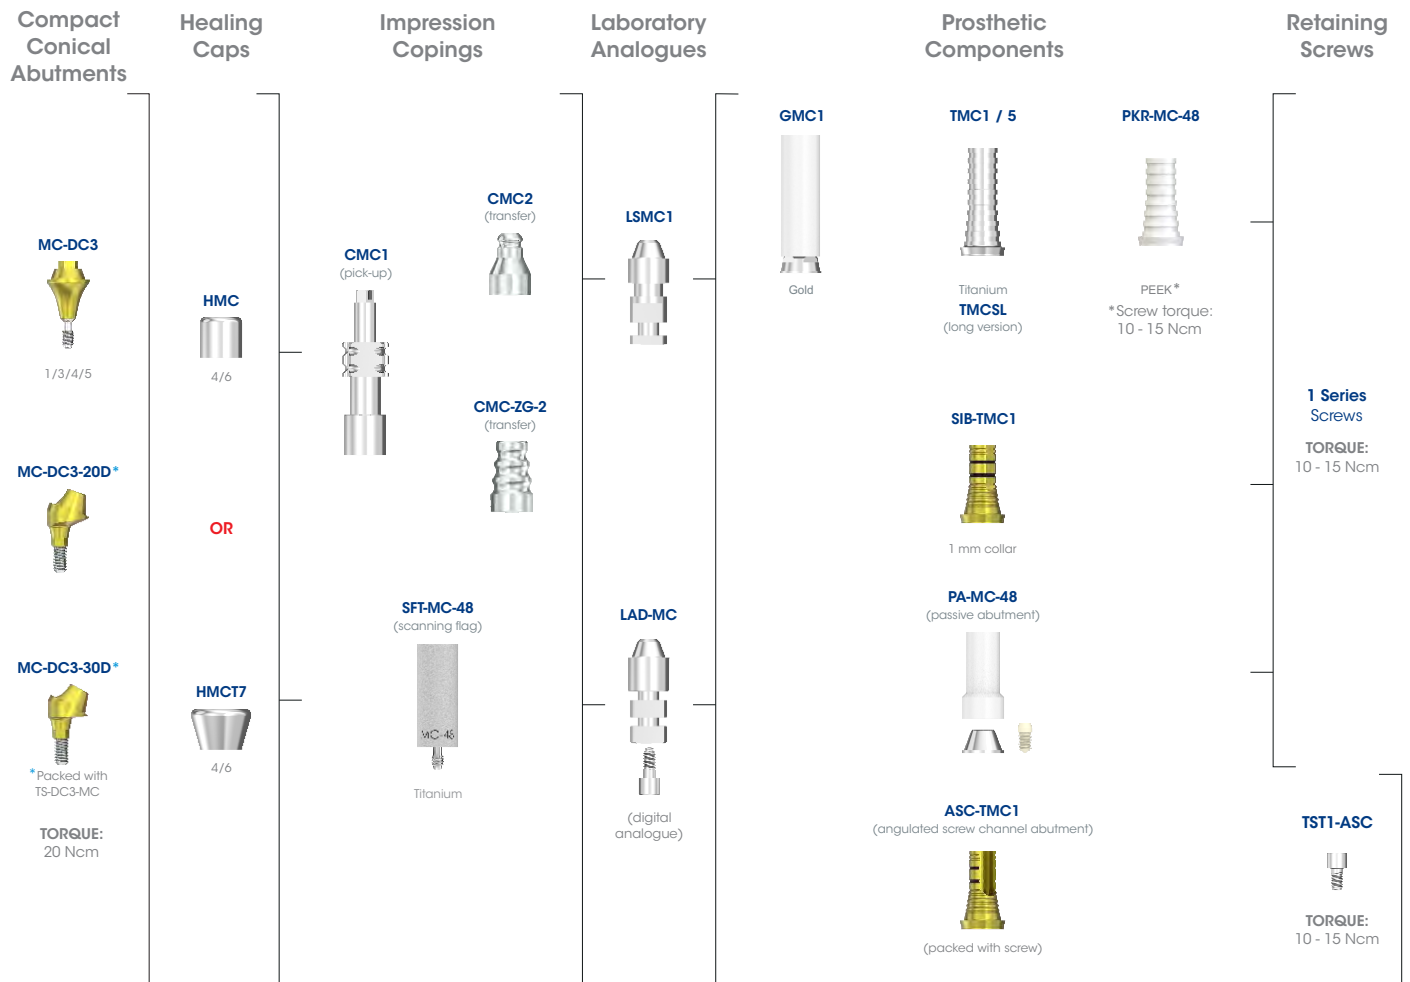 Compact
Conical
Abutments
Healing
Caps
Impression
Copings
Laboratory
Analogues
Prosthetic
Components
Retaining
Screws
MC-DC3
1/3/4/5
MC-DC3-20D*
MC-DC3-30D*
*Packed with
TS-DC3-MC
TORQUE:
20 Ncm
HMC
4/6
OR
HMCT7
4/6
CMC1
(pick-up)
CMC2
(transfer)
CMC-ZG-2
(transfer)
SFT-MC-48
(scanning flag)
MC-48
Titanium
LSMC1
LAD-MC
(digital
analogue)
GMC1
Gold
TMC1 / 5
Titanium
TMCSL
(long version)
PKR-MC-48
PEEK*
*Screw torque:
10 - 15 Ncm
SIB-TMC1
1 mm collar
PA-MC-48
(passive abutment)
ASC-TMC1
(angulated screw channel abutment)
(packed with screw)
1 Series
Screws
TORQUE:
10 - 15 Ncm
TST1-ASC
TORQUE:
10 - 15 Ncm